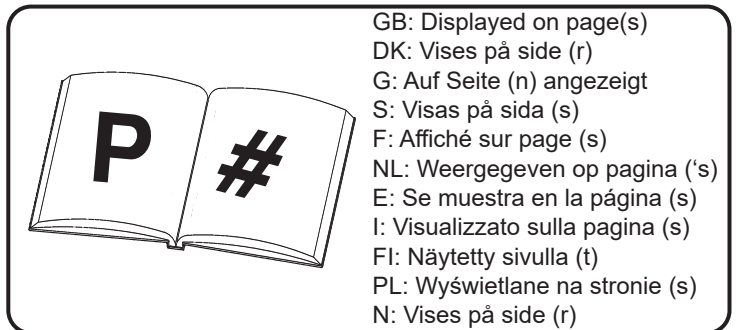 P #
GB: Displayed on page(s)
DK: Vises på side (r)
G: Auf Seite (n) angezeigt
S: Visas på sida (s)
F: Affiché sur page (s)
NL: Weergegeven op pagina (‘s)
E: Se muestra en la página (s)
I: Visualizzato sulla pagina (s)
FI: Näytetty sivulla (t)
PL: Wyświetlane na stronie (s)
N: Vises på side (r)